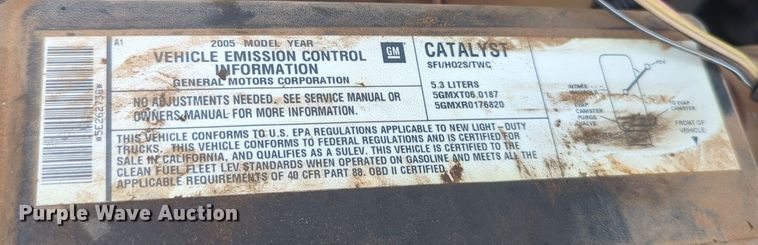 A1
2005 MODEL YEAR
VEHICLE EMISSION CONTROL
INFORMATION
GENERAL MOTORS CORPORATION
GM
CATALYST
SFI/HO2S/TWC
5.3 LITERS
5GMXT06.0187
5GMXR0176820
NO ADJUSTMENTS NEEDED. SEE SERVICE MANUAL OR
OWNERS MANUAL FOR MORE INFORMATION.
THIS VEHICLE CONFORMS TO U.S. EPA REGULATIONS APPLICABLE TO NEW LIGHT-DUTY
TRUCKS. THIS VEHICLE CONFORMS TO FEDERAL REGULATIONS AND IS CERTIFIED FOR
SALE IN CALIFORNIA, AND QUALIFIES AS A SULEV. THIS VEHICLE IS CERTIFIED TO
CLEAN FUEL FLEET LEV STANDARDS WHEN OPERATED ON GASOLINE AND MEETS ALL THE
APPLICABLE REQUIREMENTS OF 40 CFR PART 88. OBD II CERTIFIED.
PCV
INTAKE
EVAP
CANISTER
PURGE
VALVE
EVAP
CANISTER
FRONT OF
VEHICLE
Purple Wave Auction